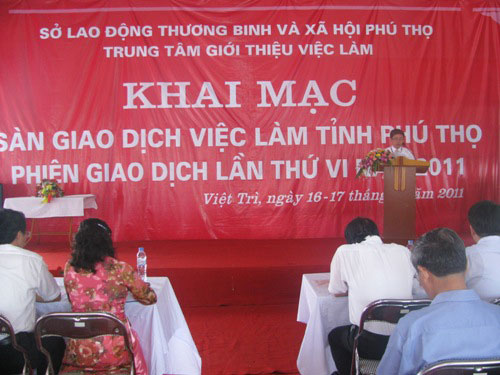 SỞ LAO ĐỘNG THƯƠNG BINH VÀ XÃ HỘI PHÚ THỌ
TRUNG TÂM GIỚI THIỆU VIỆC LÀM
KHAI MẠC
SÀN GIAO DỊCH VIỆC LÀM TỈNH PHÚ THỌ
PHIÊN GIAO DỊCH LẦN THỨ VI 2011
Việt Trì, ngày 16-17 tháng năm 2011